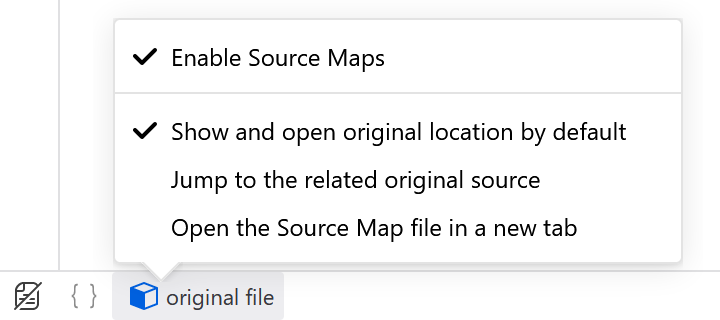 Enable Source Maps
Show and open original location by default
Jump to the related original source
Open the Source Map file in a new tab
{ } original file